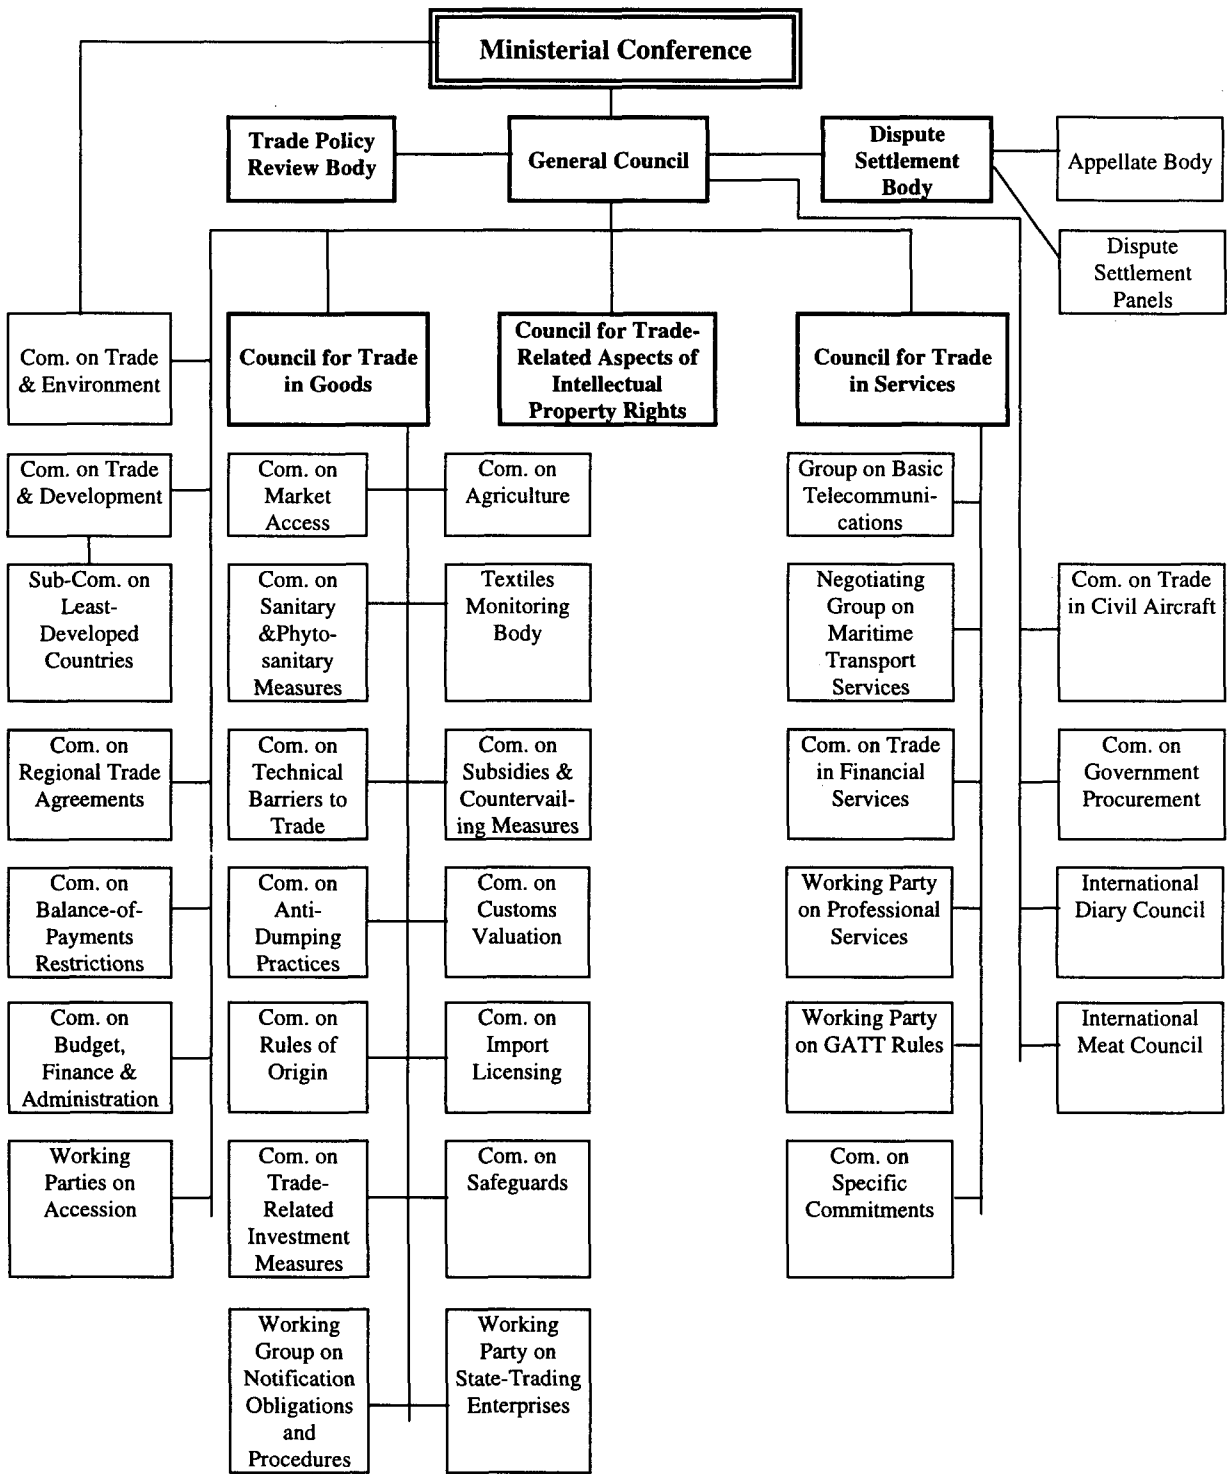 Ministerial Conference
Trade Policy
Review Body
General Council
Dispute
Settlement
Body
Appellate Body
Dispute
Settlement
Panels
Com. on Trade
& Environment
Council for Trade
in Goods
Council for Trade-
Related Aspects of
Intellectual
Property Rights
Council for Trade
in Services
Com. on Trade
& Development
Com. on
Market
Access
Com. on
Agriculture
Group on Basic
Telecommuni-
cations
Sub-Com. on
Least-
Developed
Countries
Com. on
Sanitary
&Phyto-
sanitary
Measures
Textiles
Monitoring
Body
Negotiating
Group on
Maritime
Transport
Services
Com. on Trade
in Civil Aircraft
Com. on
Regional Trade
Agreements
Com. on
Technical
Barriers to
Trade
Com. on
Subsidies &
Countervail-
ing Measures
Com. on Trade
in Financial
Services
Com. on
Government
Procurement
Com. on
Balance-of-
Payments
Restrictions
Com. on
Anti-
Dumping
Practices
Com. on
Customs
Valuation
Working Party
on Professional
Services
International
Diary Council
Com. on
Budget,
Finance &
Administration
Com. on
Rules of
Origin
Com. on
Import
Licensing
Working Party
on GATT Rules
International
Meat Council
Working
Parties on
Accession
Com. on
Trade-
Related
Investment
Measures
Com. on
Safeguards
Com. on
Specific
Commitments
Working
Group on
Notification
Obligations
and
Procedures
Working
Party on
State-Trading
Enterprises